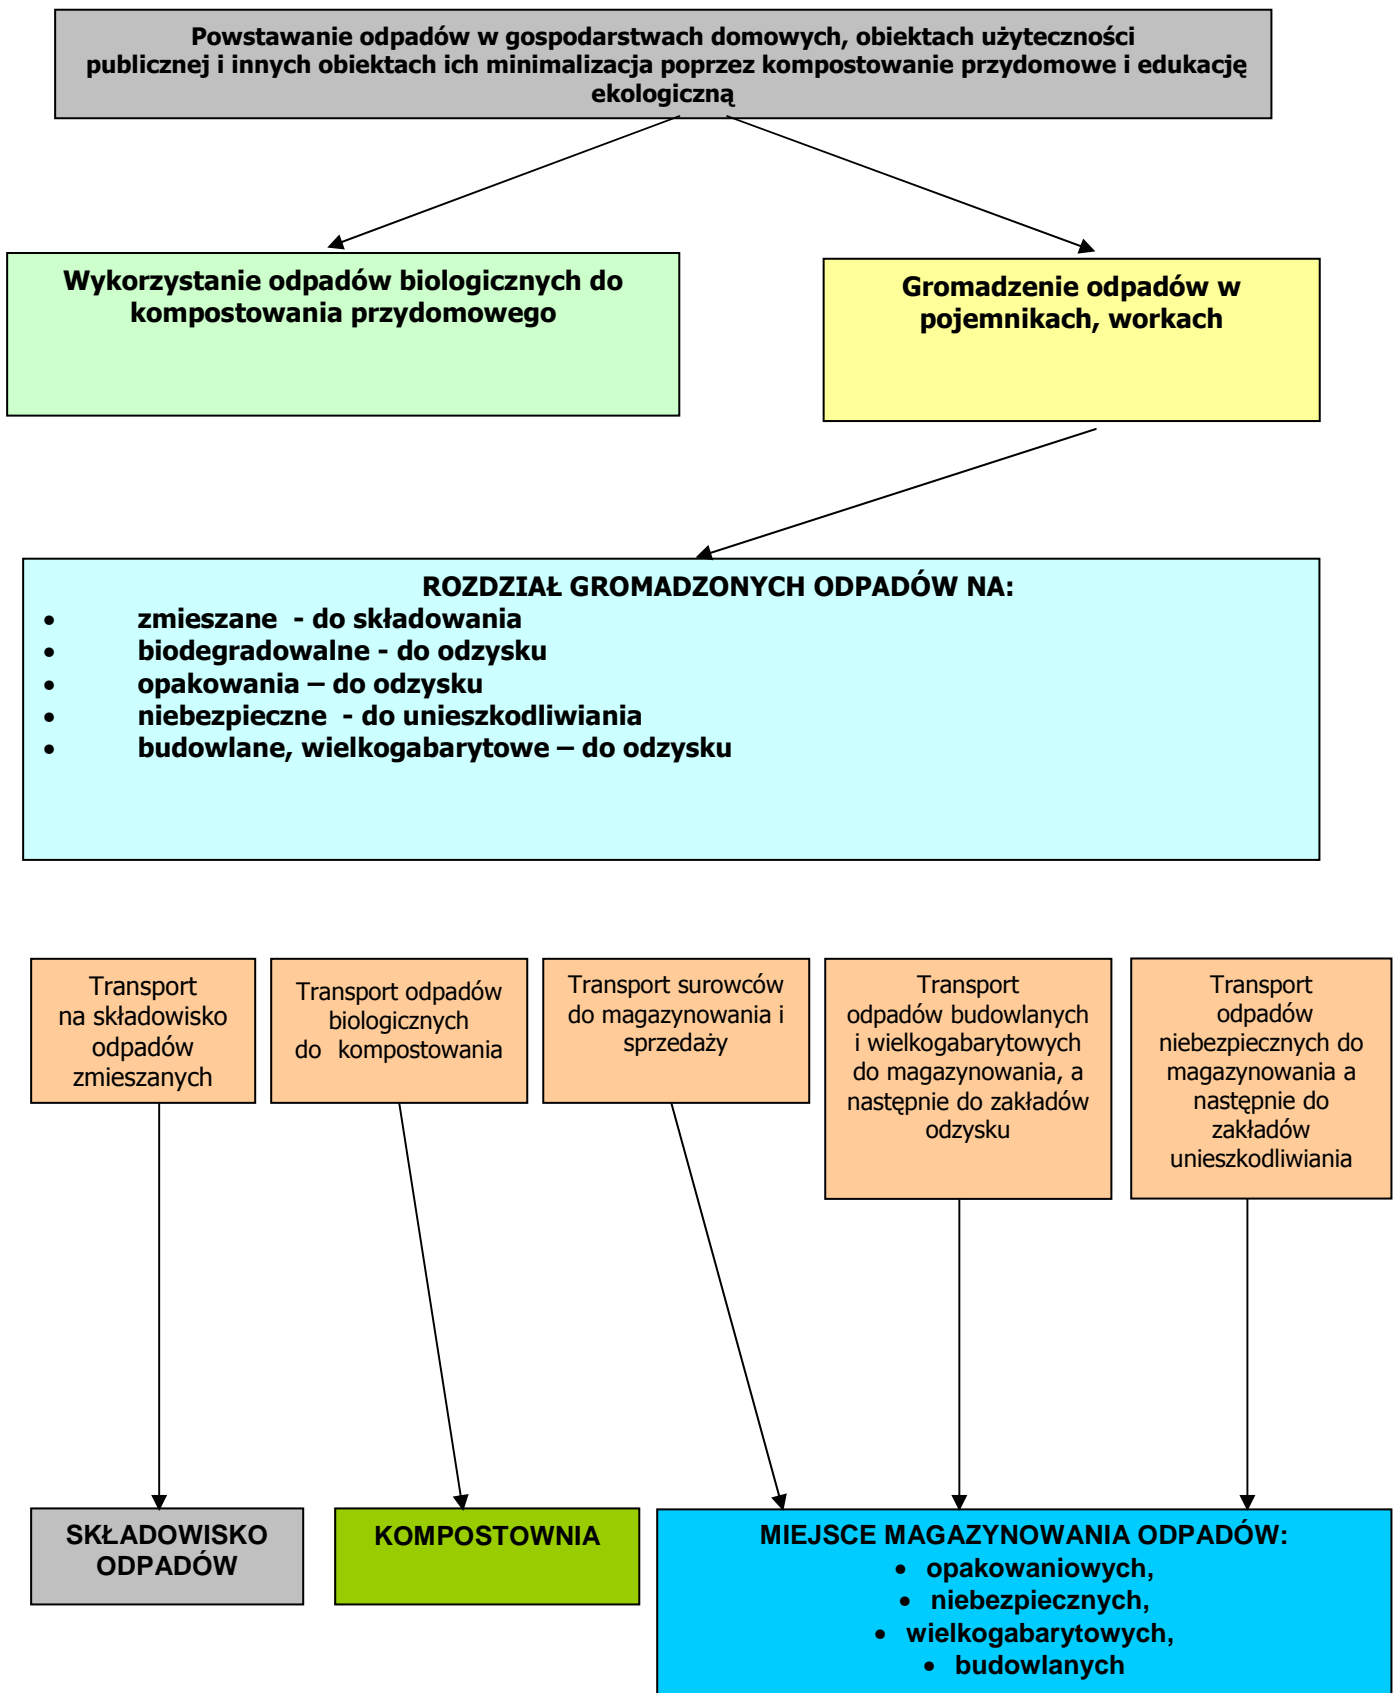 Powstawanie odpadów w gospodarstwach domowych, obiektach użyteczności
publicznej i innych obiektach ich minimalizacja poprzez kompostowanie przydomowe i edukację
ekologiczną
Wykorzystanie odpadów biologicznych do
kompostowania przydomowego
Gromadzenie odpadów w
pojemnikach, workach
ROZDZIAŁ GROMADZONYCH ODPADÓW NA:
• zmieszane - do składowania
• biodegradowalne - do odzysku
• opakowania – do odzysku
• niebezpieczne - do unieszkodliwiania
• budowlane, wielkogabarytowe – do odzysku
Transport
na składowisko
odpadów
zmieszanych
Transport odpadów
biologicznych
do kompostowania
Transport surowców
do magazynowania i
sprzedaży
Transport
odpadów budowlanych
i wielkogabarytowych
do magazynowania, a
następnie do zakładów
odzysku
Transport
odpadów
niebezpiecznych do
magazynowania a
następnie do
zakładów
unieszkodliwiania
SKŁADOWISKO
ODPADÓW
KOMPOSTOWNIA
MIEJSCE MAGAZYNOWANIA ODPADÓW:
• opakowaniowych,
• niebezpiecznych,
• wielkogabarytowych,
• budowlanych